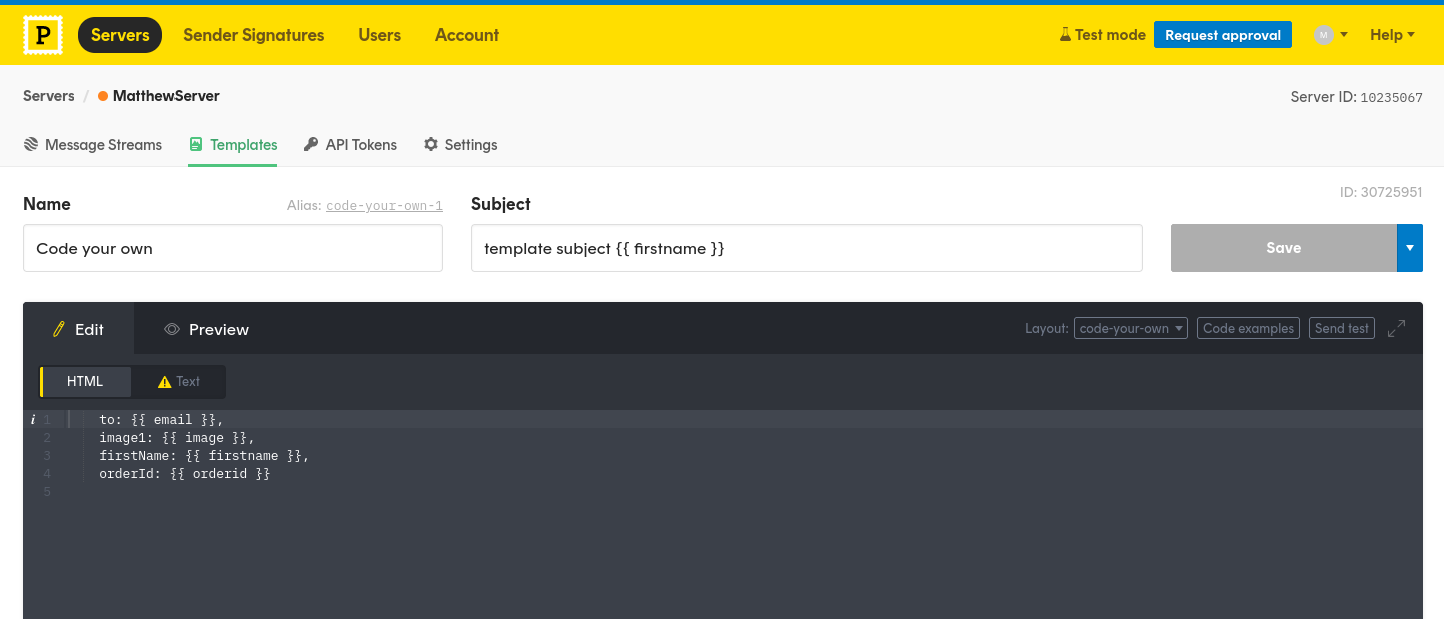 P Servers Sender Signatures Users Account Test mode Request approval M Help
Servers / MatthewServer Server ID: 10235067
Message Streams Templates API Tokens Settings
ID: 30725951
Name Alias: code-your-own-1 Subject
Code your own template subject {{ firstname }} Save
Edit Preview Layout: code-your-own Code examples Send test
HTML Text
i 1 to: {{ email }},
2 image1: {{ image }},
3 firstName: {{ firstname }},
4 orderId: {{ orderid }}
5